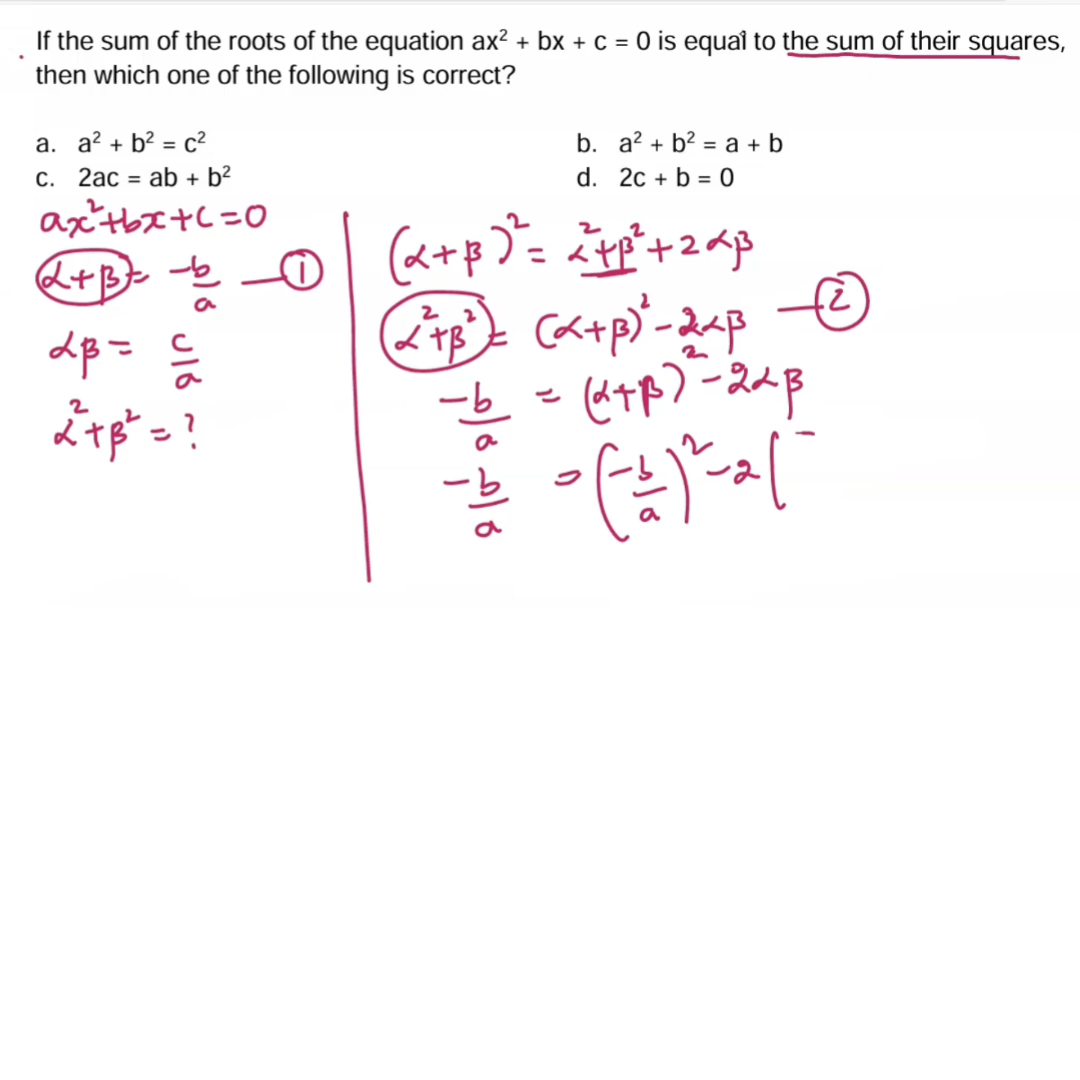 If the sum of the roots of the equation ax² + bx + c = 0 is equal to the sum of their squares,
then which one of the following is correct?
a. a² + b² = c²
b. a² + b² = a + b
c. 2ac = ab + b²
d. 2c + b = 0
ax²+bx+c=0
α+β = -b/a —①
αβ = c/a
α²+β² = ?
(α+β)² = α²+β²+2αβ
α²+β² = (α+β)²-2αβ —②
-b/a = (α+β)²-2αβ
-b/a = (-b/a)²-2(